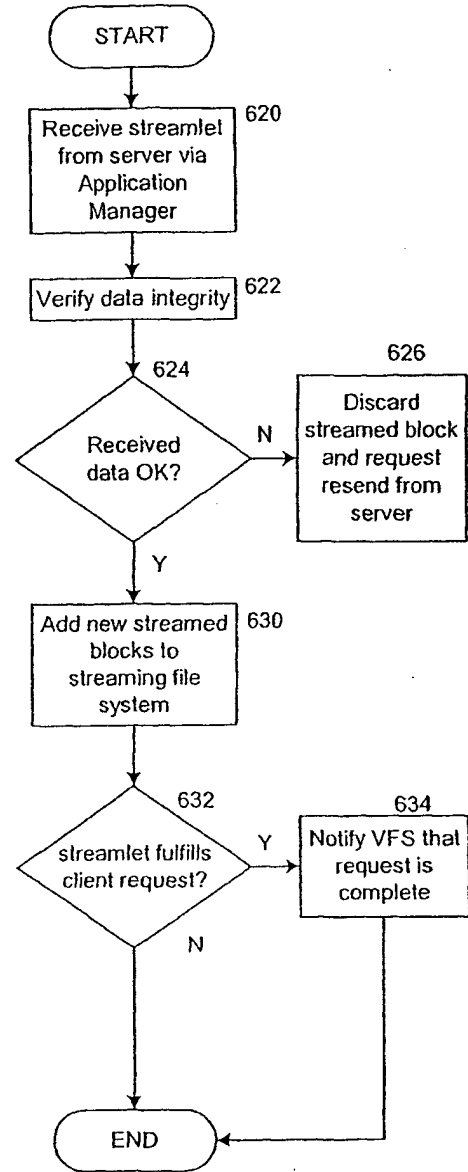 START
620
Receive streamlet
from server via
Application
Manager
622
Verify data integrity
624
626
Received
data OK?
N
Discard
streamed block
and request
resend from
server
Y
630
Add new streamed
blocks to
streaming file
system
632
634
streamlet fulfills
client request?
Y
Notify VFS that
request is
complete
N
END